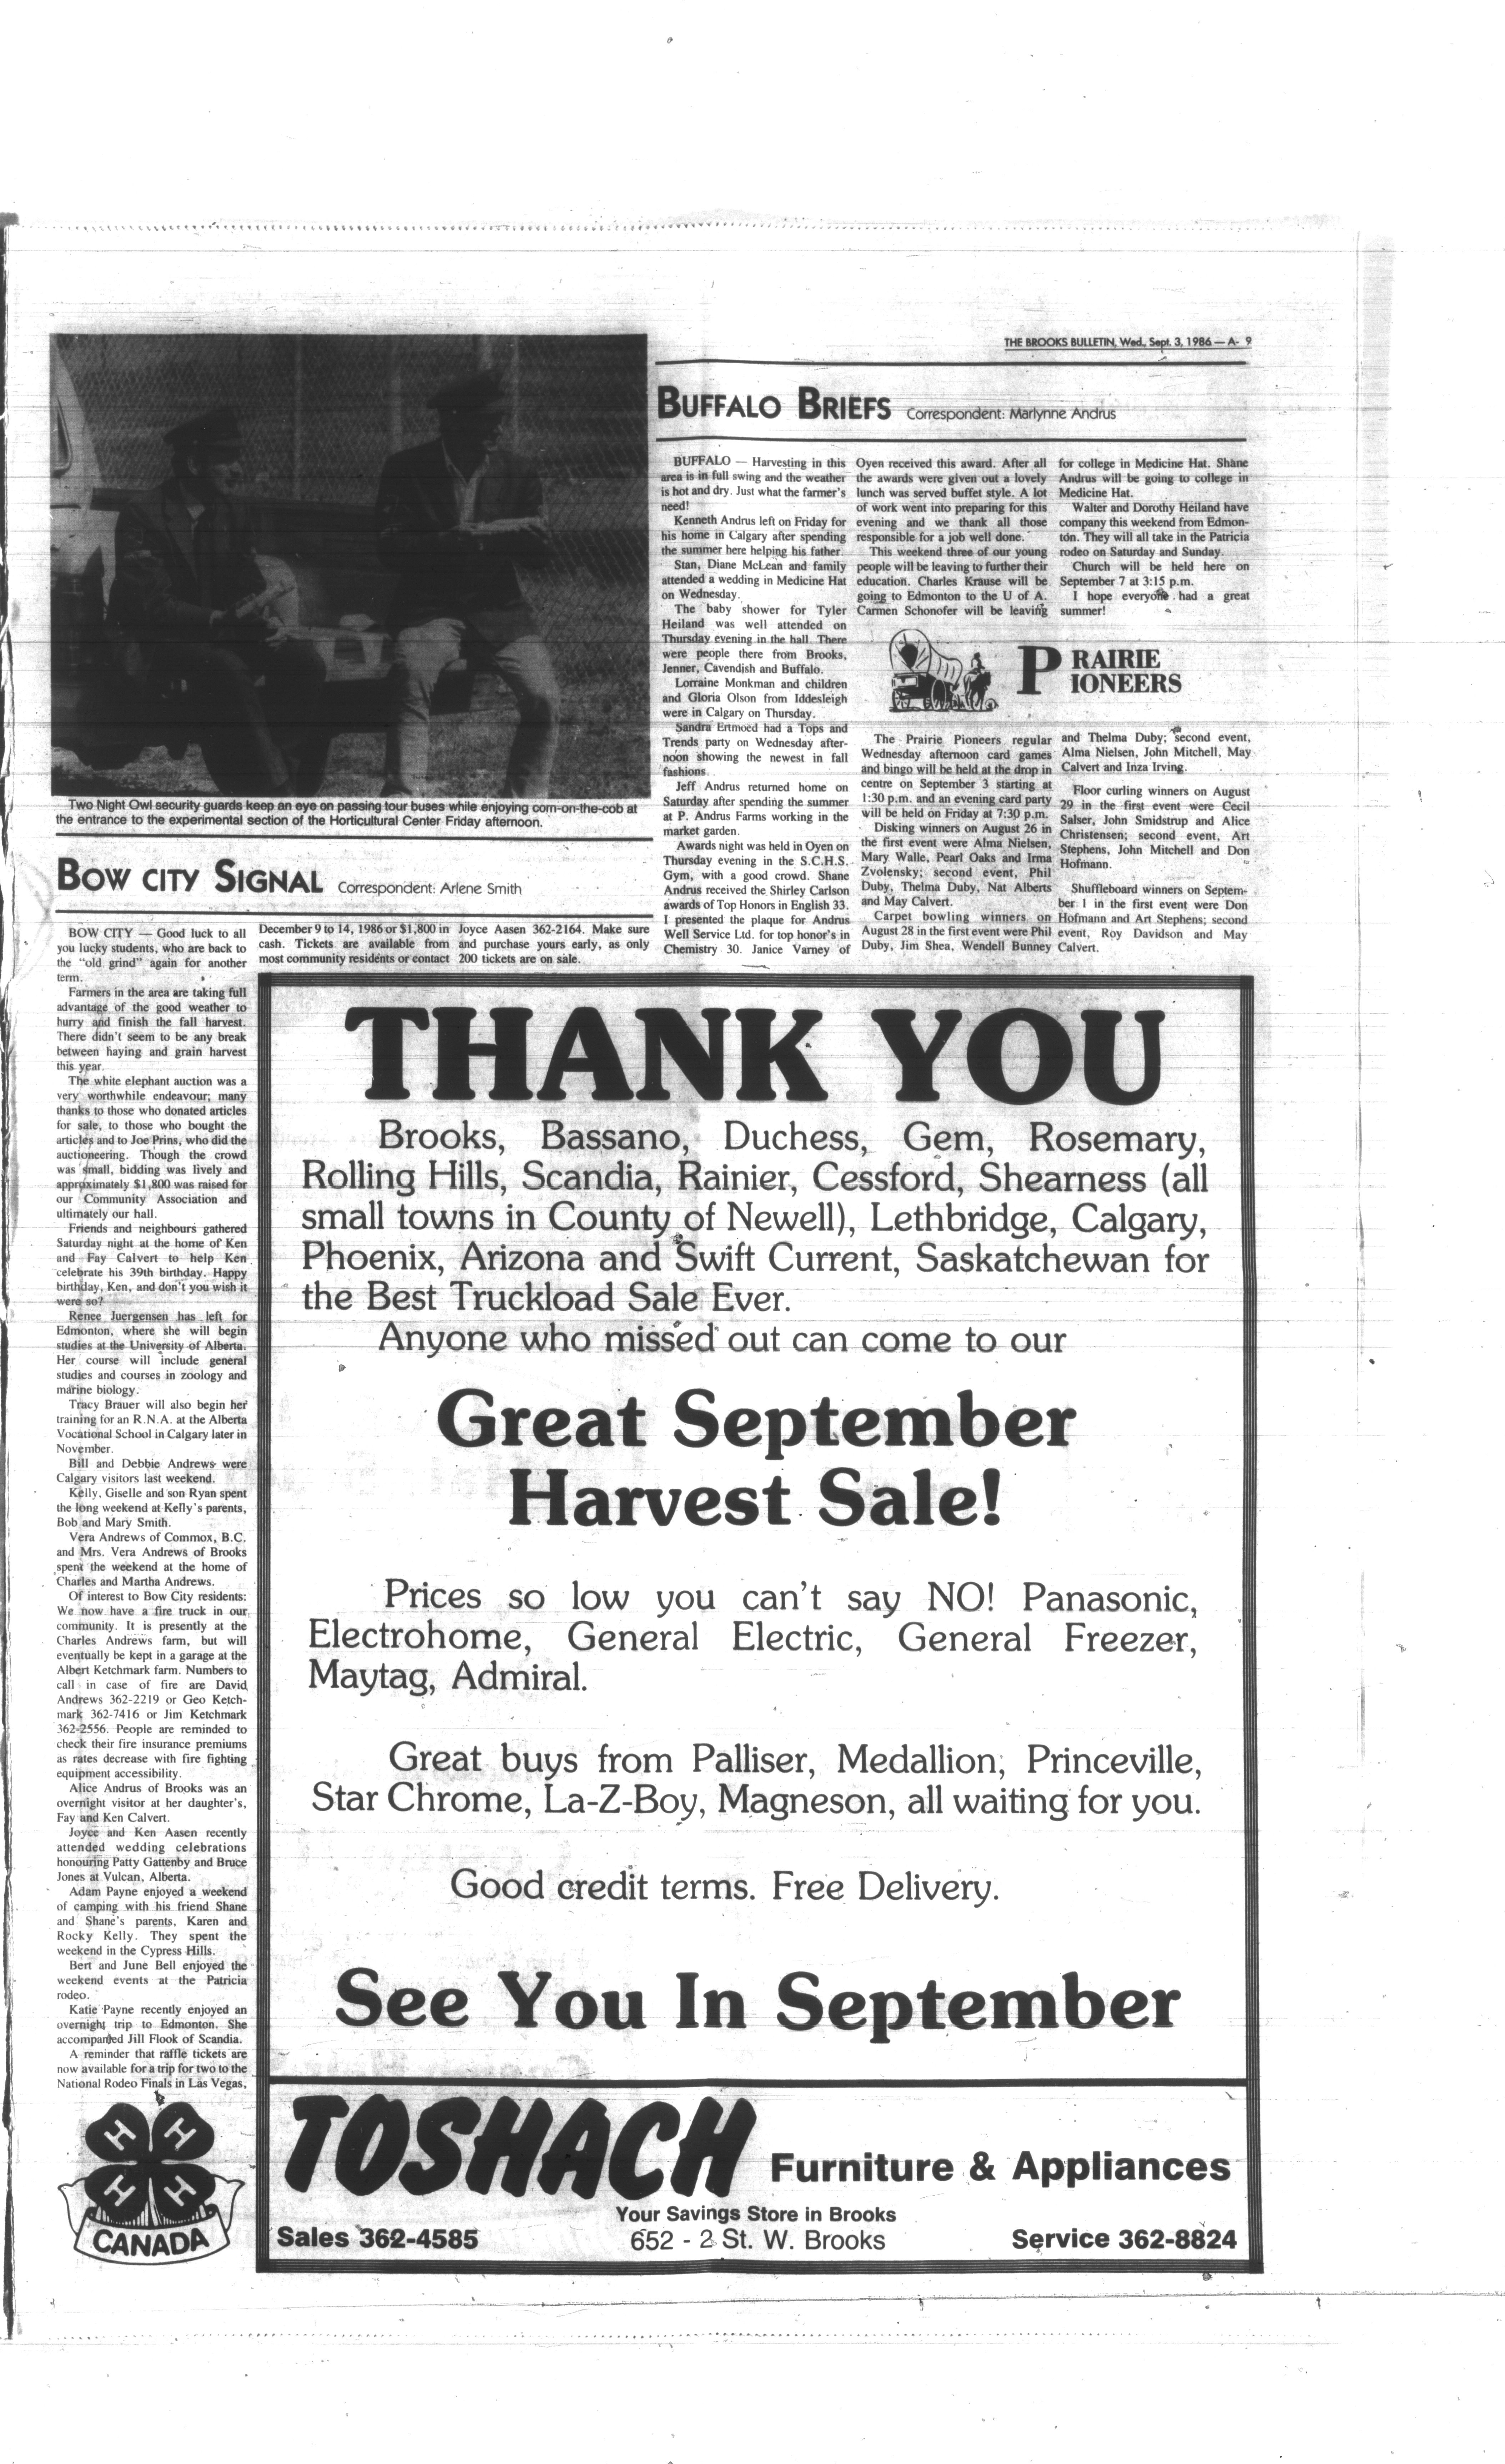 THE BROOKS BULLETIN, Wed., Sept. 3, 1986 — A- 9
Two Night Owl security guards keep an eye on passing tour buses while enjoying corn-on-the-cob at
the entrance to the experimental section of the Horticultural Center Friday afternoon.
BUFFALO BRIEFS Correspondent: Marlynne Andrus
BUFFALO — Harvesting in this
area is in full swing and the weather
is hot and dry. Just what the farmer's
need!
Kenneth Andrus left on Friday for
his home in Calgary after spending
the summer here helping his father.
Stan, Diane McLean and family
attended a wedding in Medicine Hat
on Wednesday.
The baby shower for Tyler
Heiland was well attended on
Thursday evening in the hall. There
were people there from Brooks,
Jenner, Cavendish and Buffalo.
Lorraine Monkman and children
and Gloria Olson from Iddesleigh
were in Calgary on Thursday.
Sandra Ertmoed had a Tops and
Trends party on Wednesday after-
noon showing the newest in fall
fashions.
Jeff Andrus returned home on
Saturday after spending the summer
at P. Andrus Farms working in the
market garden.
Awards night was held in Oyen on
Thursday evening in the S.C.H.S.
Gym, with a good crowd. Shane
Andrus received the Shirley Carlson
awards of Top Honors in English 33.
I presented the plaque for Andrus
Well Service Ltd. for top honor's in
Chemistry 30. Janice Varney of
Oyen received this award. After all
the awards were given out a lovely
lunch was served buffet style. A lot
of work went into preparing for this
evening and we thank all those
responsible for a job well done.
This weekend three of our young
people will be leaving to further their
education. Charles Krause will be
going to Edmonton to the U of A.
Carmen Schonofer will be leaving
for college in Medicine Hat. Shane
Andrus will be going to college in
Medicine Hat.
Walter and Dorothy Heiland have
company this weekend from Edmon-
ton. They will all take in the Patricia
rodeo on Saturday and Sunday.
Church will be held here on
September 7 at 3:15 p.m.
I hope everyone had a great
summer!
PRAIRIE
PIONEERS
The Prairie Pioneers regular
Wednesday afternoon card games
and bingo will be held at the drop in
centre on September 3 starting at
1:30 p.m. and an evening card party
will be held on Friday at 7:30 p.m.
Disking winners on August 26 in
the first event were Alma Nielsen,
Mary Walle, Pearl Oaks and Irma
Zvolensky; second event, Phil
Duby, Thelma Duby, Nat Alberts
and May Calvert.
Carpet bowling winners on
August 28 in the first event were Phil
Duby, Jim Shea, Wendell Bunney
and Thelma Duby; second event,
Alma Nielsen, John Mitchell, May
Calvert and Inza Irving.
Floor curling winners on August
29 in the first event were Cecil
Salser, John Smidstrup and Alice
Christensen; second event, Art
Stephens, John Mitchell and Don
Hofmann.
Shuffleboard winners on Septem-
ber 1 in the first event were Don
Hofmann and Art Stephens; second
event, Roy Davidson and May
Calvert.
BOW CITY SIGNAL Correspondent: Arlene Smith
BOW CITY — Good luck to all
you lucky students, who are back to
the "old grind" again for another
term.
Farmers in the area are taking full
advantage of the good weather to
hurry and finish the fall harvest.
There didn't seem to be any break
between haying and grain harvest
this year.
The white elephant auction was a
very worthwhile endeavour; many
thanks to those who donated articles
for sale, to those who bought the
articles and to Joe Prins, who did the
auctioneering. Though the crowd
was small, bidding was lively and
approximately $1,800 was raised for
our Community Association and
ultimately our hall.
Friends and neighbours gathered
Saturday night at the home of Ken
and Fay Calvert to help Ken
celebrate his 39th birthday. Happy
birthday, Ken, and don't you wish it
were so?
Renee Juergensen has left for
Edmonton, where she will begin
studies at the University of Alberta.
Her course will include general
studies and courses in zoology and
marine biology.
Tracy Brauer will also begin her
training for an R.N.A. at the Alberta
Vocational School in Calgary later in
November.
Bill and Debbie Andrews were
Calgary visitors last weekend.
Kelly, Giselle and son Ryan spent
the long weekend at Kelly's parents,
Bob and Mary Smith.
Vera Andrews of Commox, B.C.
and Mrs. Vera Andrews of Brooks
spent the weekend at the home of
Charles and Martha Andrews.
Of interest to Bow City residents:
We now have a fire truck in our
community. It is presently at the
Charles Andrews farm, but will
eventually be kept in a garage at the
Albert Ketchmark farm. Numbers to
call in case of fire are David
Andrews 362-2219 or Geo Ketch-
mark 362-7416 or Jim Ketchmark
362-2556. People are reminded to
check their fire insurance premiums
as rates decrease with fire fighting
equipment accessibility.
Alice Andrus of Brooks was an
overnight visitor at her daughter's,
Fay and Ken Calvert.
Joyce and Ken Aasen recently
attended wedding celebrations
honouring Patty Gattenby and Bruce
Jones at Vulcan, Alberta.
Adam Payne enjoyed a weekend
of camping with his friend Shane
and Shane's parents, Karen and
Rocky Kelly. They spent the
weekend in the Cypress Hills.
Bert and June Bell enjoyed the
weekend events at the Patricia
rodeo.
Katie Payne recently enjoyed an
overnight trip to Edmonton. She
accompanied Jill Flook of Scandia.
A reminder that raffle tickets are
now available for a trip for two to the
National Rodeo Finals in Las Vegas,
December 9 to 14, 1986 or $1,800 in
cash. Tickets are available from
most community residents or contact
Joyce Aasen 362-2164. Make sure
and purchase yours early, as only
200 tickets are on sale.
H H
H H
CANADA
THANK YOU
Brooks, Bassano, Duchess, Gem, Rosemary,
Rolling Hills, Scandia, Rainier, Cessford, Shearness (all
small towns in County of Newell), Lethbridge, Calgary,
Phoenix, Arizona and Swift Current, Saskatchewan for
the Best Truckload Sale Ever.
Anyone who missed out can come to our
Great September
Harvest Sale!
Prices so low you can't say NO! Panasonic,
Electrohome, General Electric, General Freezer,
Maytag, Admiral.
Great buys from Palliser, Medallion, Princeville,
Star Chrome, La-Z-Boy, Magneson, all waiting for you.
Good credit terms. Free Delivery.
See You In September
TOSHACH Furniture & Appliances
Your Savings Store in Brooks
Sales 362-4585 652 - 2 St. W. Brooks Service 362-8824